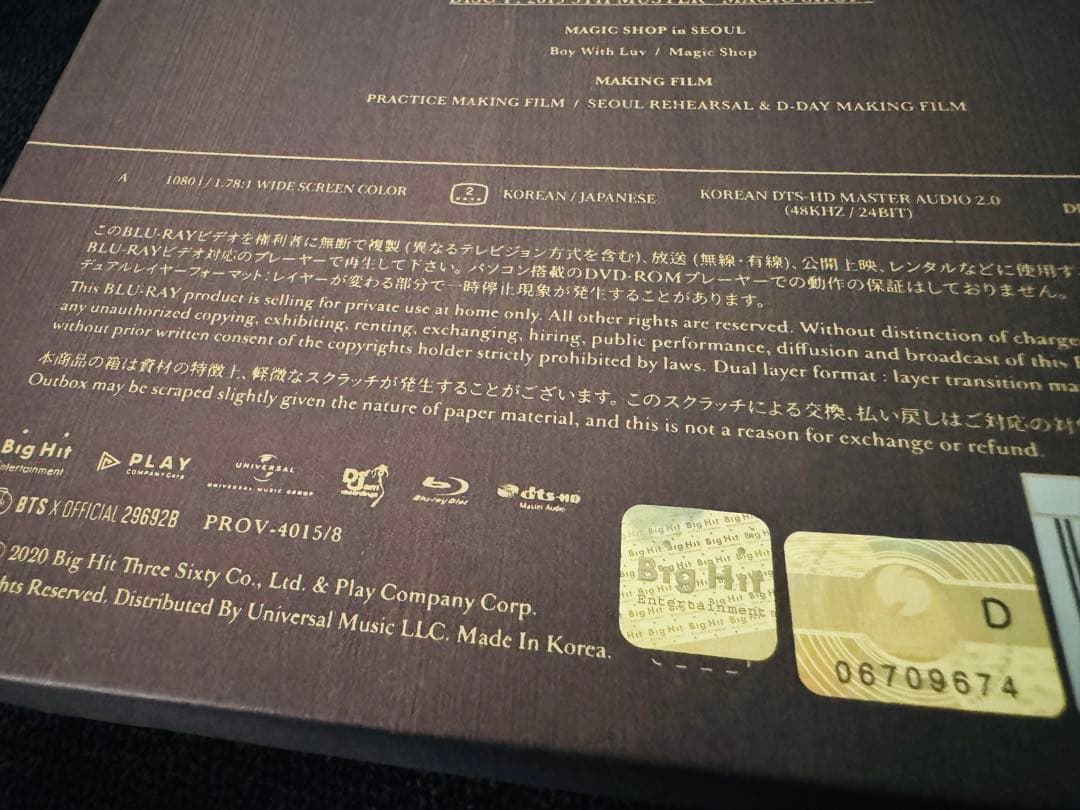 DISC 7. 2019 5TH MUSTER "MAGIC SHOP"
MAGIC SHOP in SEOUL
Boy With Luv / Magic Shop
MAKING FILM
PRACTICE MAKING FILM / SEOUL REHEARSAL & D-DAY MAKING FILM
A 1080i / 1.78:1 WIDE SCREEN COLOR 2 KOREAN / JAPANESE KOREAN DTS-HD MASTER AUDIO 2.0
(48KHZ / 24BIT)
このBLU-RAYビデオを権利者に無断で複製 (異なるテレビジョン方式を含む)、放送 (無線・有線)、公開上映、レンタルなどに使用す
BLU-RAYビデオ対応のプレーヤーで再生して下さい。パソコン搭載のDVD-ROMプレーヤーでの動作の保証はしておりません。
デュアルレイヤーフォーマット:レイヤーが変わる部分で一時停止現象が発生することがあります。
This BLU-RAY product is selling for private use at home only. All other rights are reserved. Without distinction of charge
any unauthorized copying, exhibiting, renting, exchanging, hiring, public performance, diffusion and broadcast of this
without prior written consent of the copyrights holder strictly prohibited by laws. Dual layer format : layer transition ma
本商品の箱は資材の特徴上、軽微なスクラッチが発生することがございます。このスクラッチによる交換、払い戻しはご対応の対
Outbox may be scraped slightly given the nature of paper material, and this is not a reason for exchange or refund.
Big Hit
Entertainment
PLAY
COMPANY CORP.
UNIVERSAL
UNIVERSAL MUSIC GROUP
Def Jam
recordings
Blu-ray Disc
dts-HD
Master Audio
BTS X OFFICIAL 29692B PROV-4015/8
2020 Big Hit Three Sixty Co., Ltd. & Play Company Corp.
hts Reserved. Distributed By Universal Music LLC. Made In Korea.
Big Hit
Entertainment
D
06709674